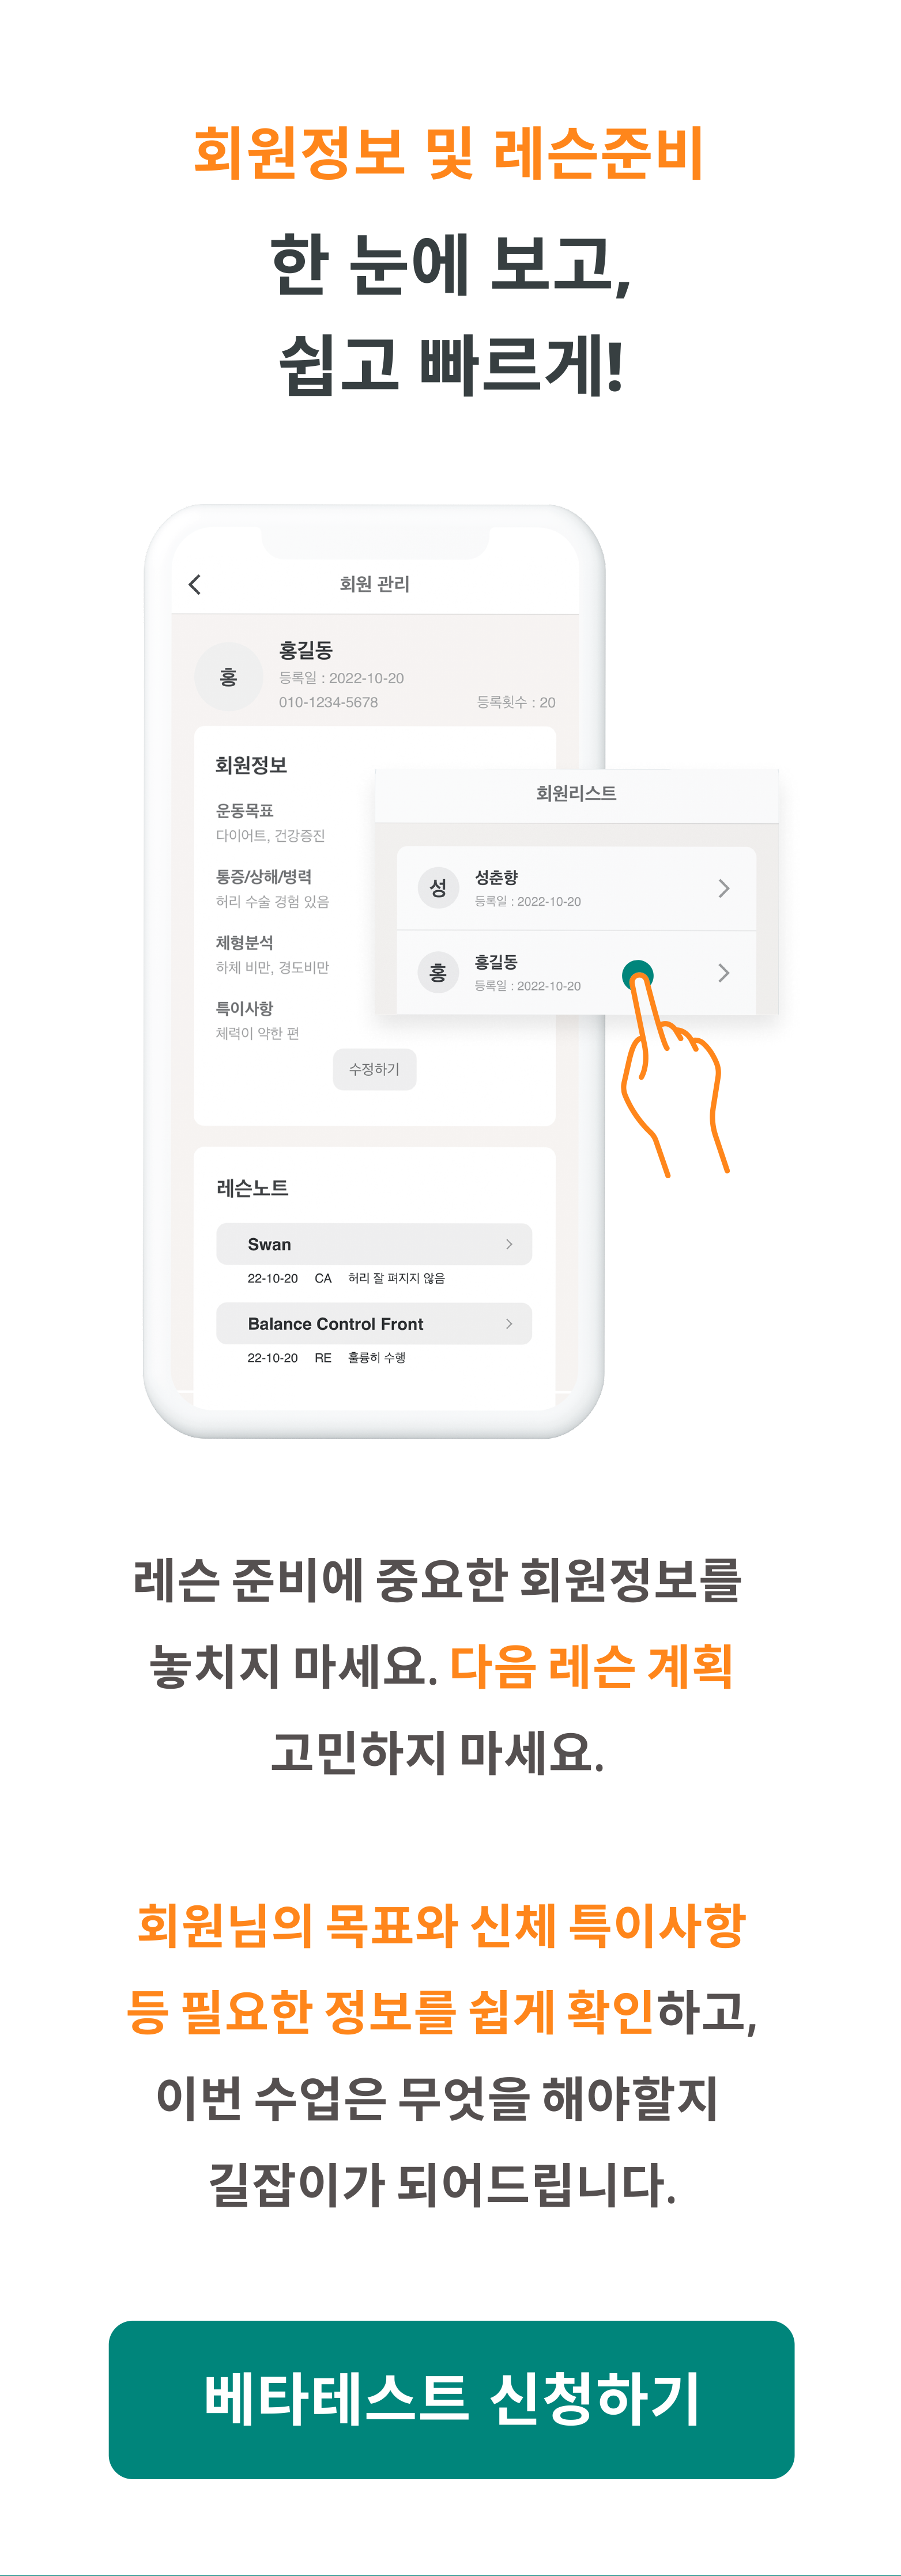 회원정보 및 레슨준비
한 눈에 보고,
쉽고 빠르게!
회원 관리
홍
홍길동
등록일 : 2022-10-20
010-1234-5678
등록횟수 : 20
회원정보
운동목표
다이어트, 건강증진
통증/상해/병력
허리 수술 경험 있음
체형분석
하체 비만, 경도비만
특이사항
체력이 약한 편
수정하기
회원리스트
성
성춘향
등록일 : 2022-10-20
홍
홍길동
등록일 : 2022-10-20
레슨노트
Swan
22-10-20 CA 허리 잘 펴지지 않음
Balance Control Front
22-10-20 RE 훌륭히 수행
레슨 준비에 중요한 회원정보를
놓치지 마세요. 다음 레슨 계획
고민하지 마세요.
회원님의 목표와 신체 특이사항
등 필요한 정보를 쉽게 확인하고,
이번 수업은 무엇을 해야할지
길잡이가 되어드립니다.
베타테스트 신청하기